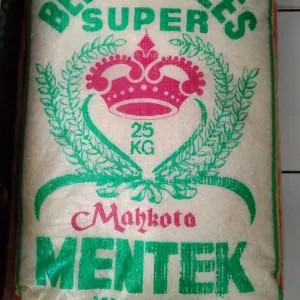 SUPER
25
KG
Mahkota
MENTEK